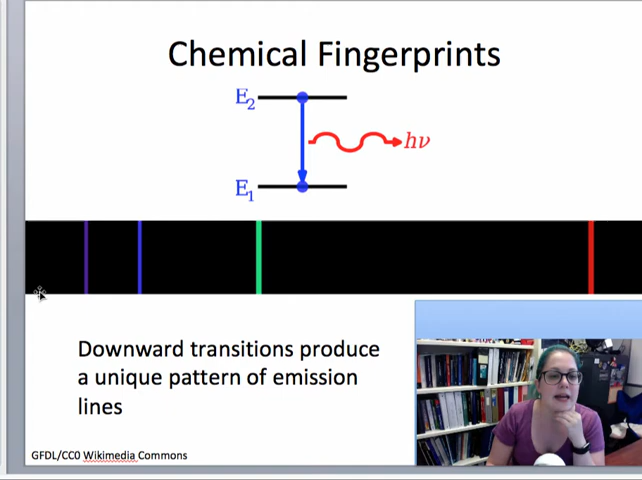 Chemical Fingerprints
E2
hν
E1
Downward transitions produce
a unique pattern of emission
lines
GFDL/CC0 Wikimedia Commons